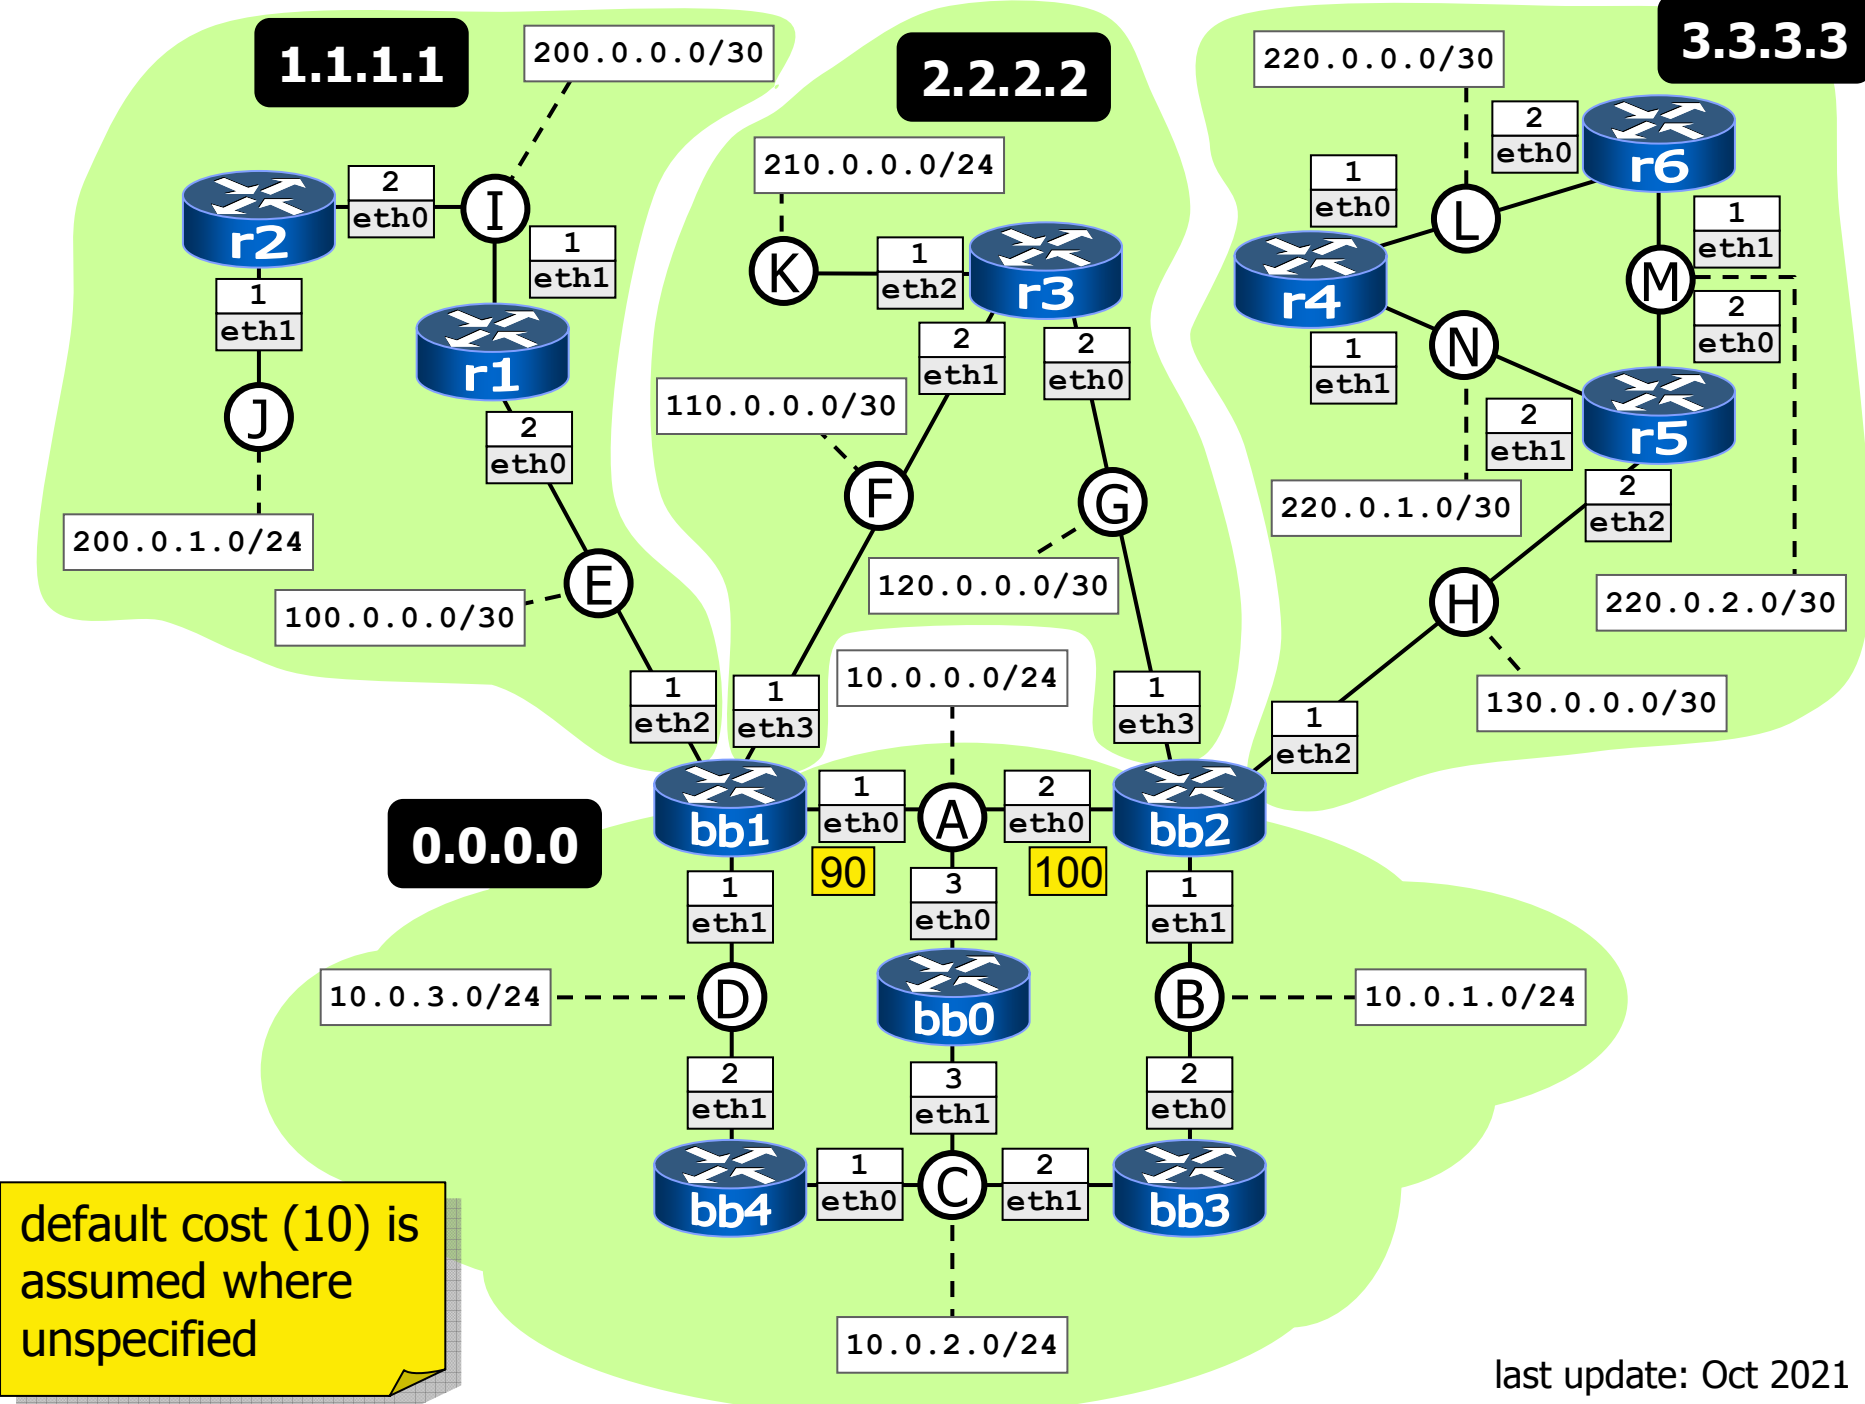 1.1.1.1
200.0.0.0/30
2.2.2.2
220.0.0.0/30
3.3.3.3
210.0.0.0/24
2
eth0
r6
1
eth0
L
2
eth0
I
r2
1
eth1
K
1
eth2
r3
r4
1
eth1
M
2
eth0
1
eth1
r1
2
eth1
2
eth0
N
1
eth1
J
110.0.0.0/30
2
eth0
2
eth1
r5
200.0.1.0/24
F
G
220.0.1.0/30
2
eth2
E
100.0.0.0/30
120.0.0.0/30
H
220.0.2.0/30
1
eth2
1
eth3
10.0.0.0/24
1
eth3
130.0.0.0/30
1
eth2
0.0.0.0
bb1
1
eth0
A
2
eth0
bb2
90
100
1
eth1
3
eth0
1
eth1
10.0.3.0/24
D
bb0
B
10.0.1.0/24
2
eth1
3
eth1
2
eth0
bb4
1
eth0
C
2
eth1
bb3
default cost (10) is
assumed where
unspecified
10.0.2.0/24
last update: Oct 2021